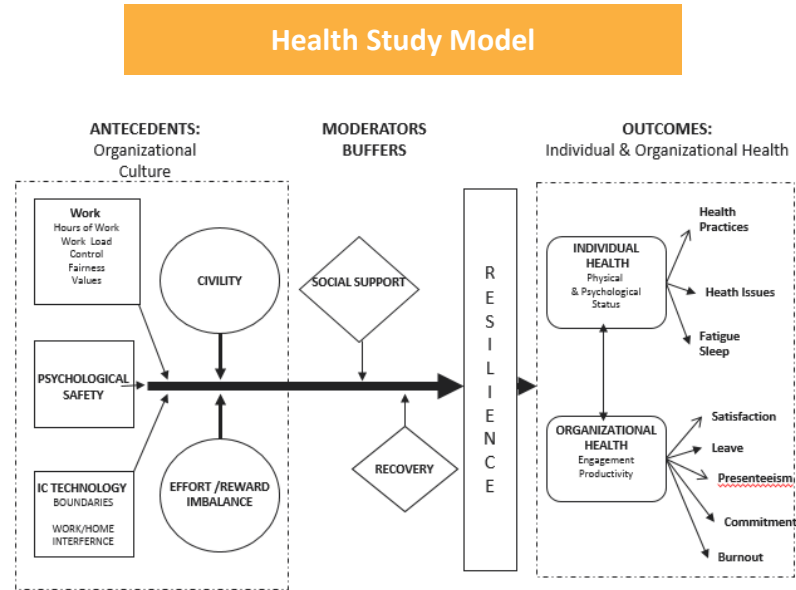 Health Study Model
ANTECEDENTS:
Organizational
Culture
MODERATORS
BUFFERS
OUTCOMES:
Individual & Organizational Health
Work
Hours of Work
Work Load
Control
Fairness
Values
CIVILITY
PSYCHOLOGICAL
SAFETY
IC TECHNOLOGY
BOUNDARIES
WORK/HOME
INTERFERNCE
EFFORT /REWARD
IMBALANCE
SOCIAL SUPPORT
RECOVERY
R
E
S
I
L
I
E
N
C
E
INDIVIDUAL
HEALTH
Physical
& Psychological
Status
Health
Practices
Heath Issues
Fatigue
Sleep
ORGANIZATIONAL
HEALTH
Engagement
Productivity
Satisfaction
Leave
Presenteeism
Commitment
Burnout